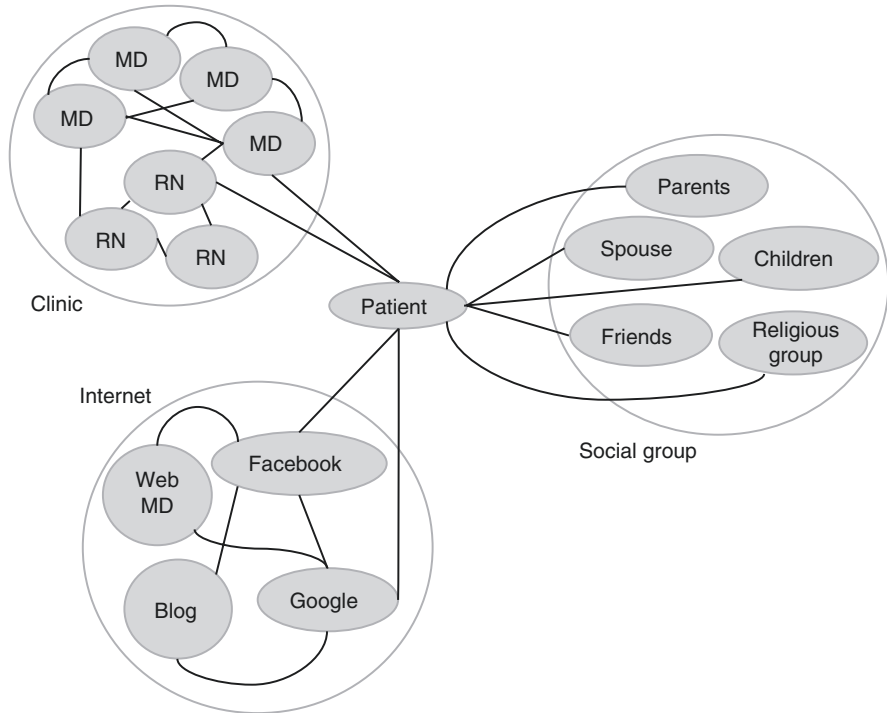 MD
MD
MD
MD
RN
RN
RN
Clinic
Patient
Parents
Spouse
Children
Friends
Religious
group
Social group
Internet
Facebook
Web
MD
Blog
Google